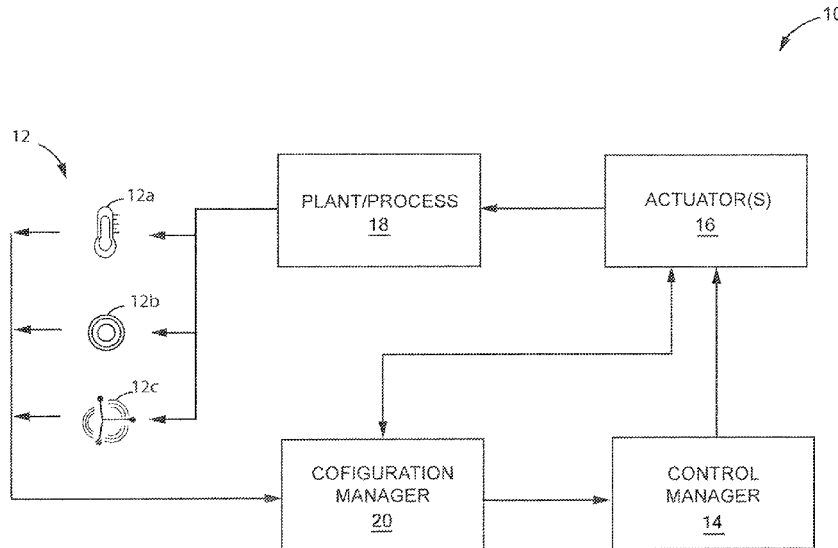 10
12
12a
PLANT/PROCESS
18
ACTUATOR(S)
16
12b
12c
COFIGURATION
MANAGER
20
CONTROL
MANAGER
14